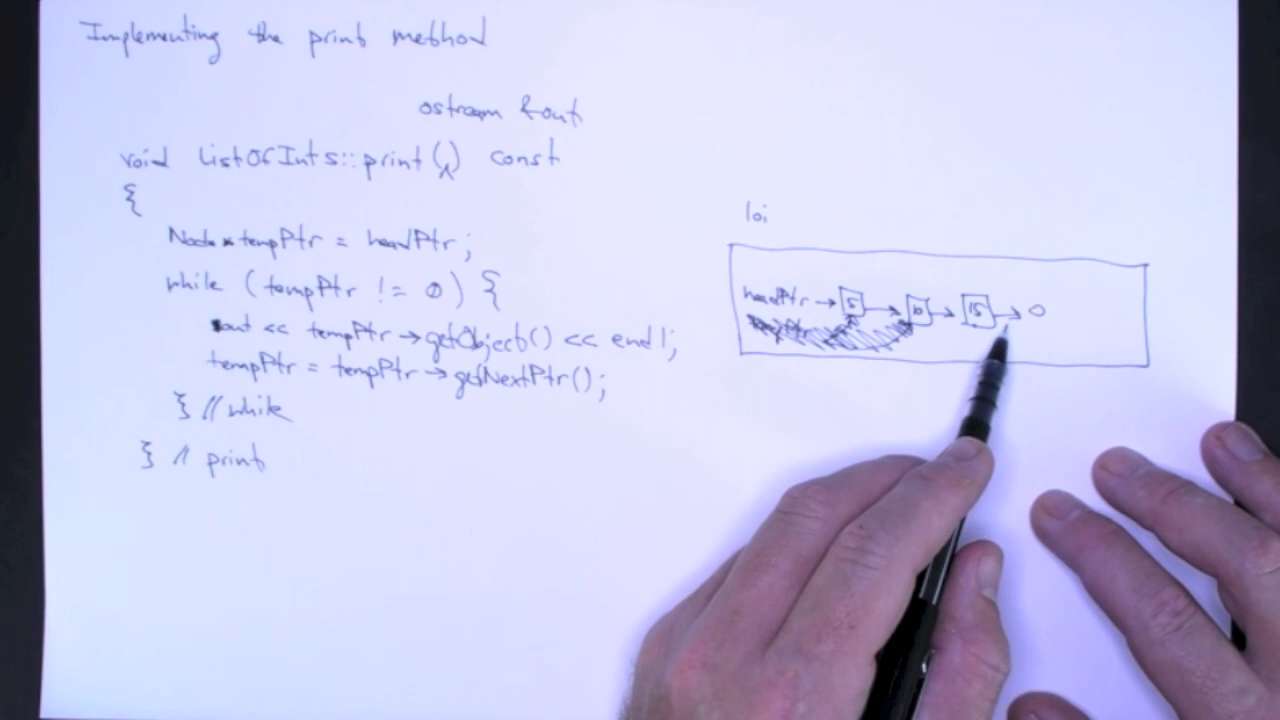 Implementing the print method
ostream &out
void ListOfInts::print(^) const
{
Node *tempPtr = headPtr;
while (tempPtr != 0) {
out << tempPtr->getObject() << endl;
tempPtr = tempPtr->getNextPtr();
} // while
} // print
loi
headPtr → 5 → 10 → 15 → 0